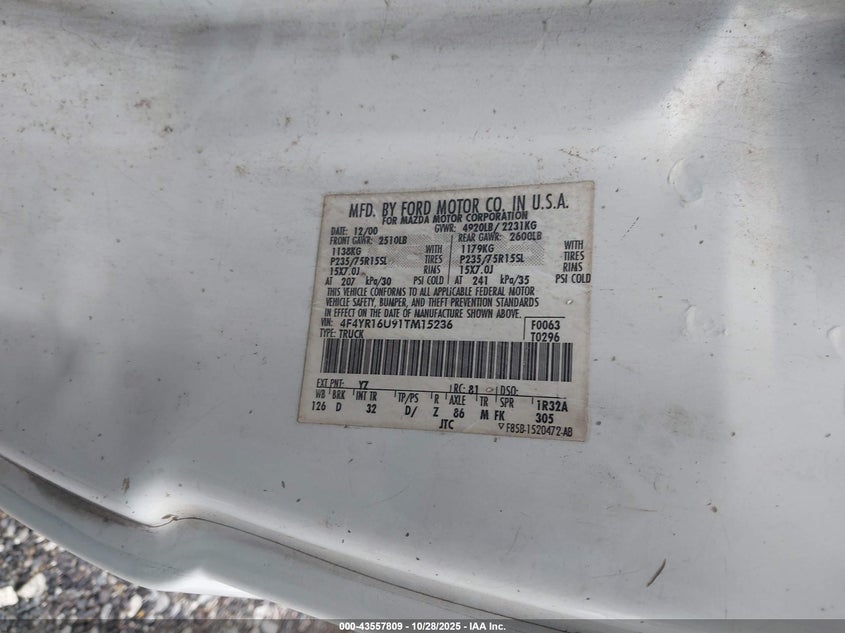 MFD. BY FORD MOTOR CO. IN U.S.A.
FOR MAZDA MOTOR CORPORATION
DATE: 12/00 GVWR: 4920LB/ 2231KG
FRONT GAWR: 2510LB REAR GAWR: 2600LB
1138KG WITH 1179KG WITH
P235/75R15SL TIRES P235/75R15SL TIRES
15X7.0J RIMS 15X7.0J RIMS
AT 207 kPa/30 PSI COLD AT 241 kPa/35 PSI COLD
THIS VEHICLE CONFORMS TO ALL APPLICABLE FEDERAL MOTOR
VEHICLE SAFETY, BUMPER, AND THEFT PREVENTION STANDARDS
IN EFFECT ON THE DATE OF MANUFACTURE SHOWN ABOVE.
VIN: 4F4YR16U91TM15236 F0063
TYPE: TRUCK T0296
EXT PNT: Y7 RC: 81 DSO:
WB BRK INT TR TP/PS R AXLE TR SPR 1R32A
126 D 32 D/ Z 86 M FK 305
JTC ▽ F85B-1520472-AB
000-43557809 | 10/28/2025 - IAA Inc.